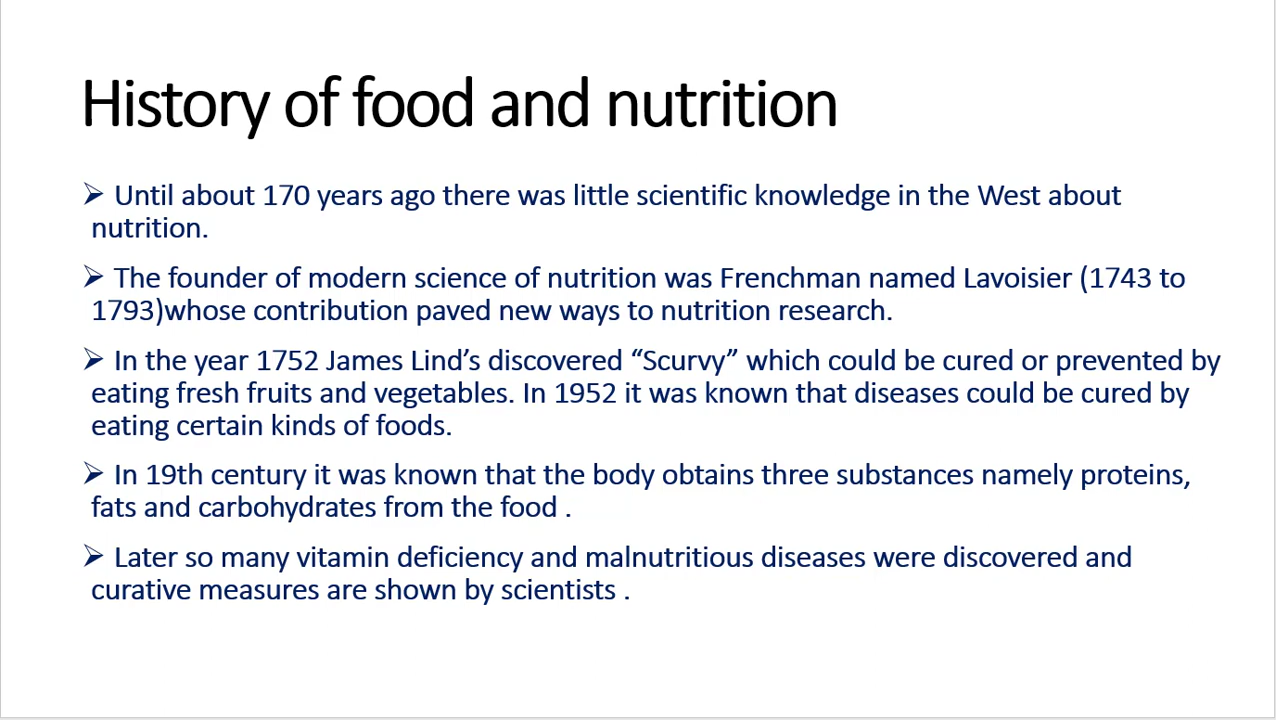 History of food and nutrition
➢ Until about 170 years ago there was little scientific knowledge in the West about
nutrition.
➢ The founder of modern science of nutrition was Frenchman named Lavoisier (1743 to
1793)whose contribution paved new ways to nutrition research.
➢ In the year 1752 James Lind’s discovered “Scurvy” which could be cured or prevented by
eating fresh fruits and vegetables. In 1952 it was known that diseases could be cured by
eating certain kinds of foods.
➢ In 19th century it was known that the body obtains three substances namely proteins,
fats and carbohydrates from the food .
➢ Later so many vitamin deficiency and malnutritious diseases were discovered and
curative measures are shown by scientists .